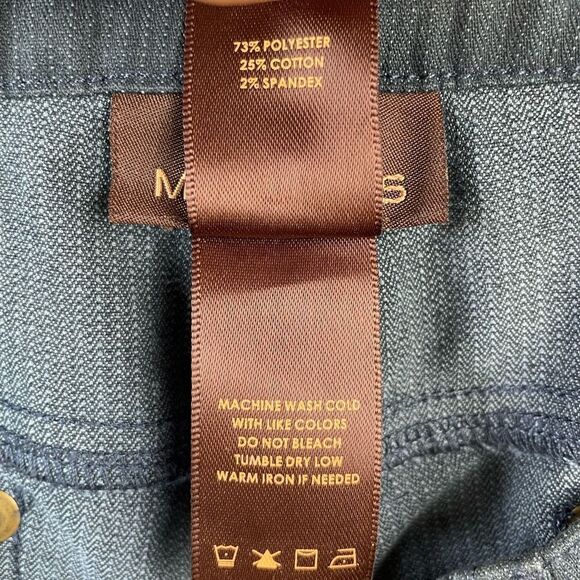 73% POLYESTER
25% COTTON
2% SPANDEX
MACHINE WASH COLD
WITH LIKE COLORS
DO NOT BLEACH
TUMBLE DRY LOW
WARM IRON IF NEEDED